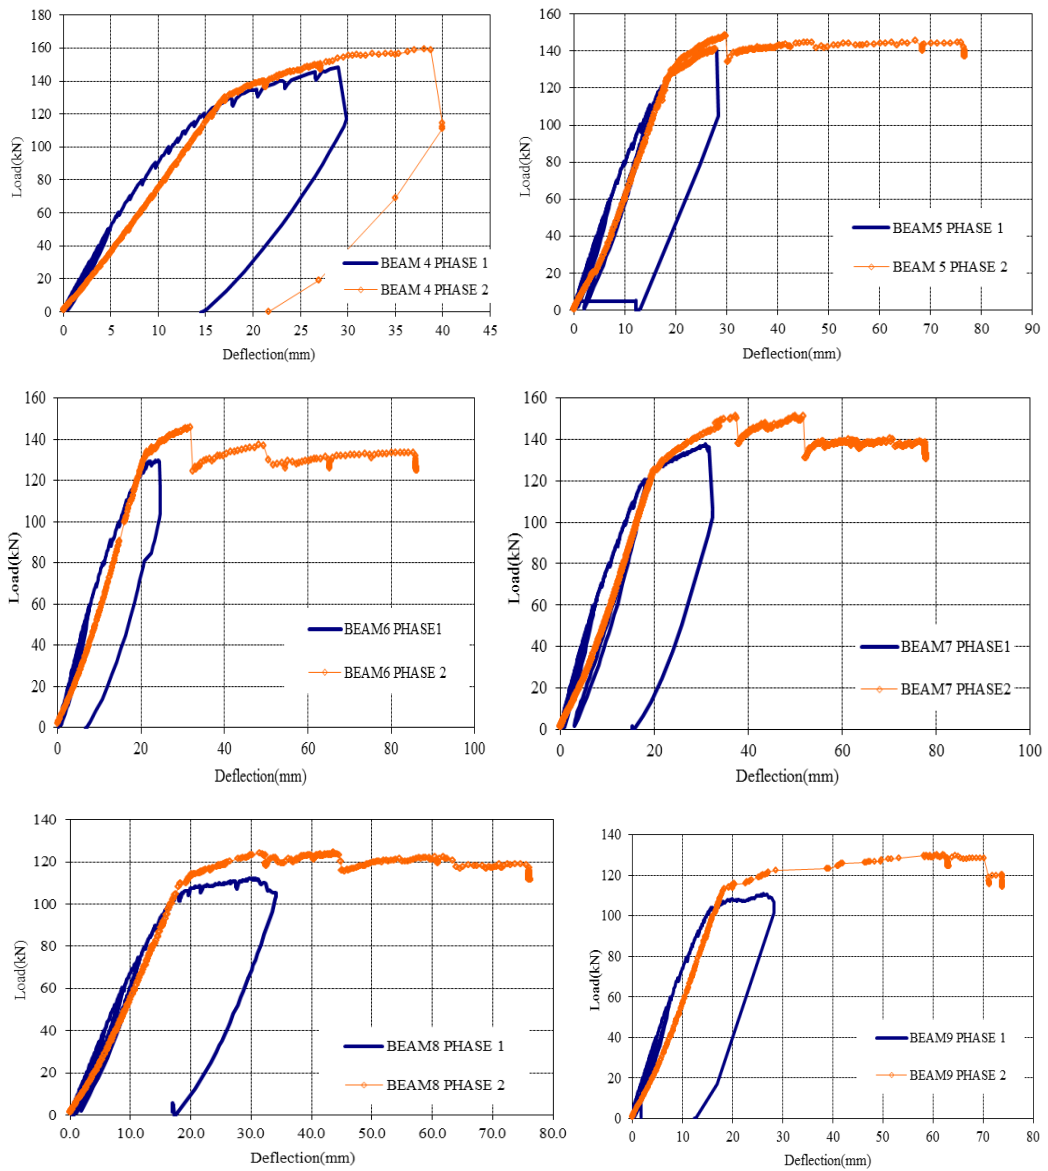 180
160
140
120
100
80
60
40
20
0
Load(kN)
BEAM 4 PHASE 1
BEAM 4 PHASE 2
0 5 10 15 20 25 30 35 40 45
Deflection(mm)
160
140
120
100
80
60
40
20
0
Load(kN)
BEAM5 PHASE 1
BEAM 5 PHASE 2
0 10 20 30 40 50 60 70 80 90
Deflection(mm)
160
140
120
100
80
60
40
20
0
Load(kN)
BEAM6 PHASE1
BEAM6 PHASE 2
0 20 40 60 80 100
Deflection(mm)
160
140
120
100
80
60
40
20
0
Load(kN)
BEAM7 PHASE1
BEAM7 PHASE2
0 20 40 60 80 100
Deflection(mm)
140
120
100
80
60
40
20
0
Load(kN)
BEAM8 PHASE 1
BEAM8 PHASE 2
0.0 10.0 20.0 30.0 40.0 50.0 60.0 70.0 80.0
Deflection(mm)
140
120
100
80
60
40
20
0
Load(kN)
BEAM9 PHASE 1
BEAM9 PHASE 2
0 10 20 30 40 50 60 70 80
Deflection(mm)